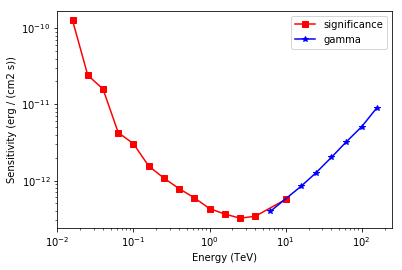 significance
gamma
10⁻¹⁰
10⁻¹¹
10⁻¹²
Sensitivity (erg / (cm2 s))
10⁻²
10⁻¹
10⁰
10¹
10²
Energy (TeV)